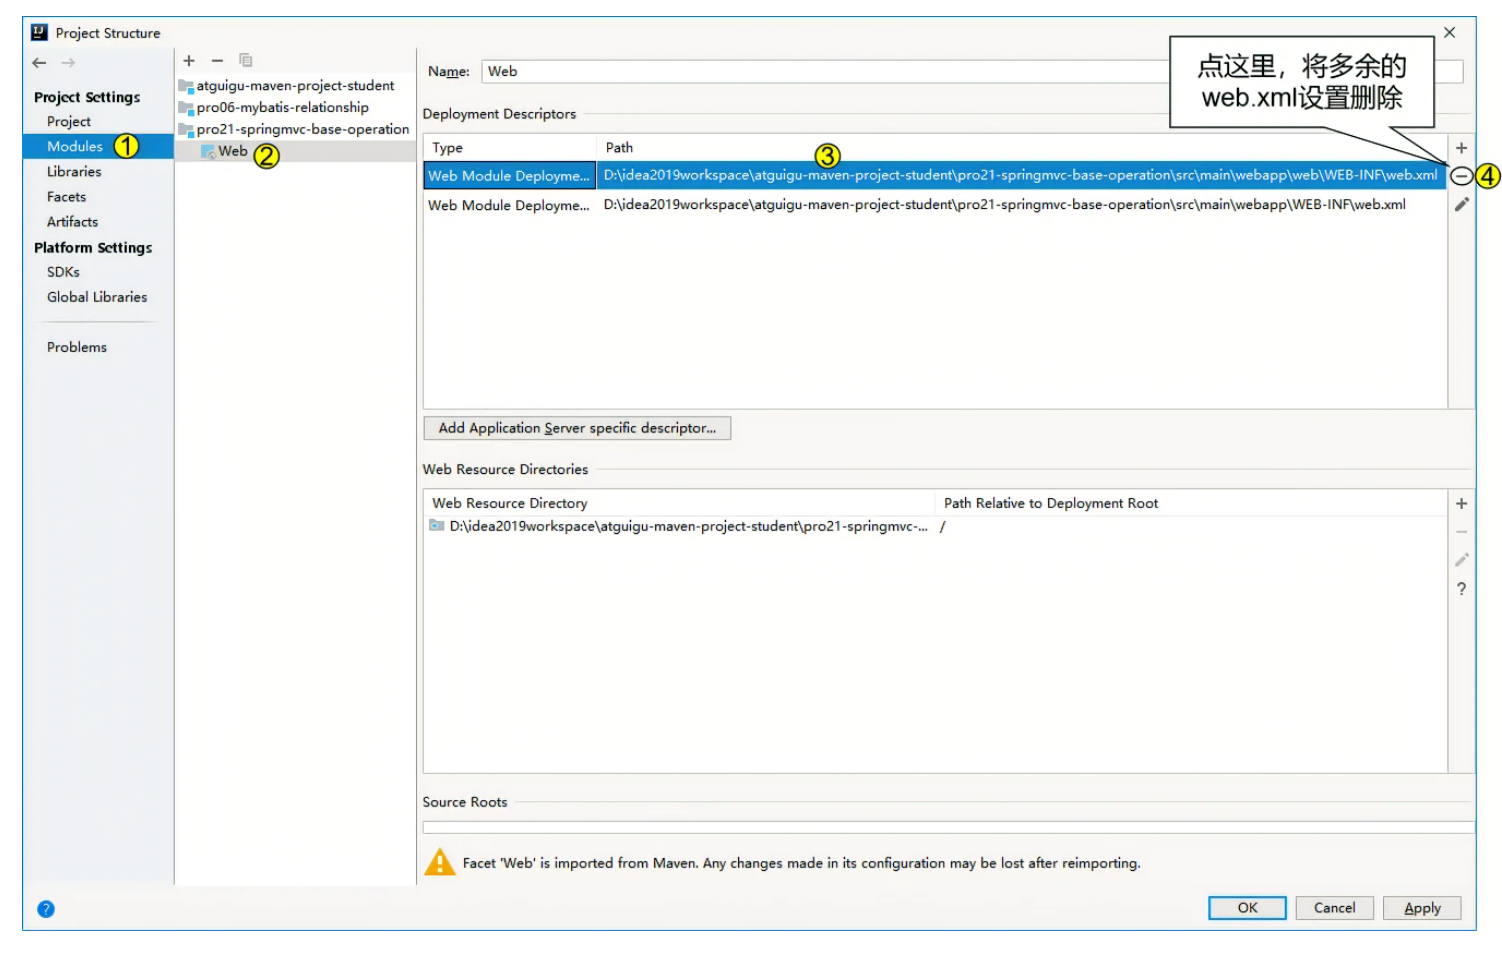 Project Structure
Project Settings
Project
Modules
①
Libraries
Facets
Artifacts
Platform Settings
SDKs
Global Libraries
Problems
atguigu-maven-project-student
pro06-mybatis-relationship
pro21-springmvc-base-operation
Web
②
Name: Web
点这里，将多余的
web.xml设置删除
Deployment Descriptors
Type Path
③
Web Module Deployme... D:\idea2019workspace\atguigu-maven-project-student\pro21-springmvc-base-operation\src\main\webapp\web\WEB-INF\web.xml
④
Web Module Deployme... D:\idea2019workspace\atguigu-maven-project-student\pro21-springmvc-base-operation\src\main\webapp\WEB-INF\web.xml
Add Application Server specific descriptor...
Web Resource Directories
Web Resource Directory Path Relative to Deployment Root
D:\idea2019workspace\atguigu-maven-project-student\pro21-springmvc-... /
Source Roots
Facet 'Web' is imported from Maven. Any changes made in its configuration may be lost after reimporting.
OK Cancel Apply